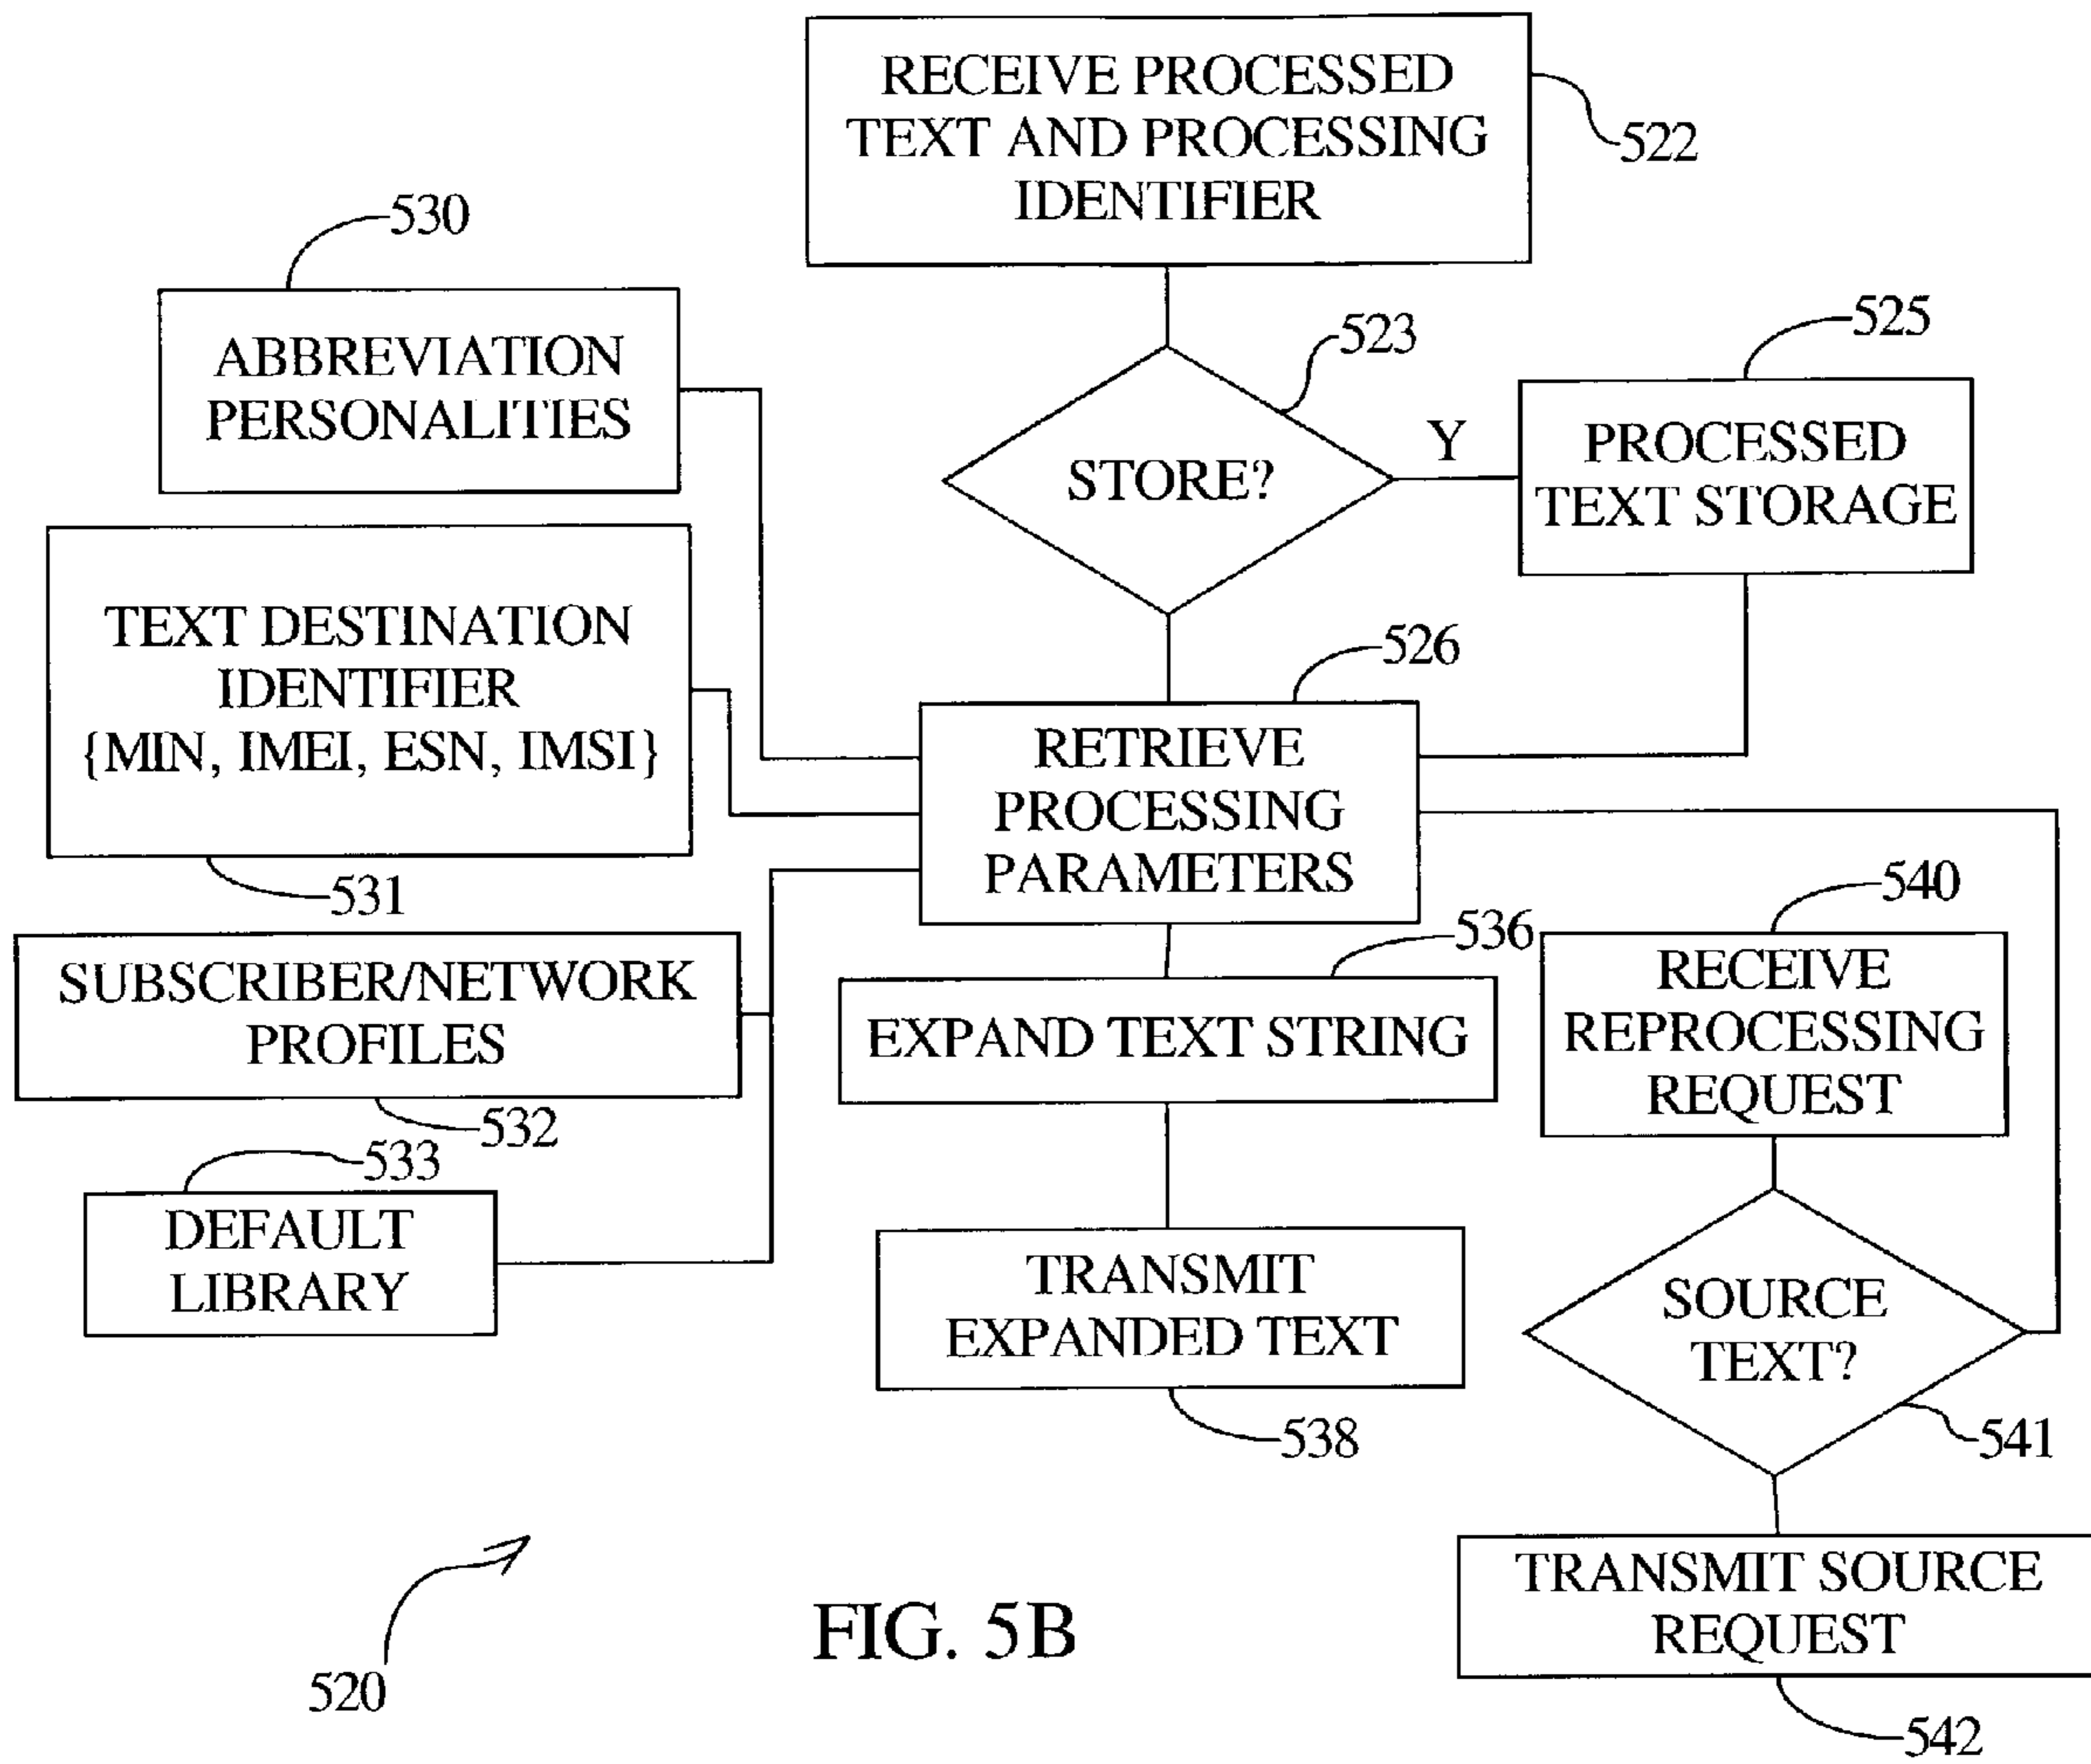 RECEIVE PROCESSED
TEXT AND PROCESSING
IDENTIFIER
522
530
ABBREVIATION
PERSONALITIES
523
STORE?
Y
525
PROCESSED
TEXT STORAGE
TEXT DESTINATION
IDENTIFIER
{MIN, IMEI, ESN, IMSI}
531
526
RETRIEVE
PROCESSING
PARAMETERS
SUBSCRIBER/NETWORK
PROFILES
532
533
DEFAULT
LIBRARY
536
EXPAND TEXT STRING
TRANSMIT
EXPANDED TEXT
538
540
RECEIVE
REPROCESSING
REQUEST
SOURCE
TEXT?
541
TRANSMIT SOURCE
REQUEST
542
520
FIG. 5B